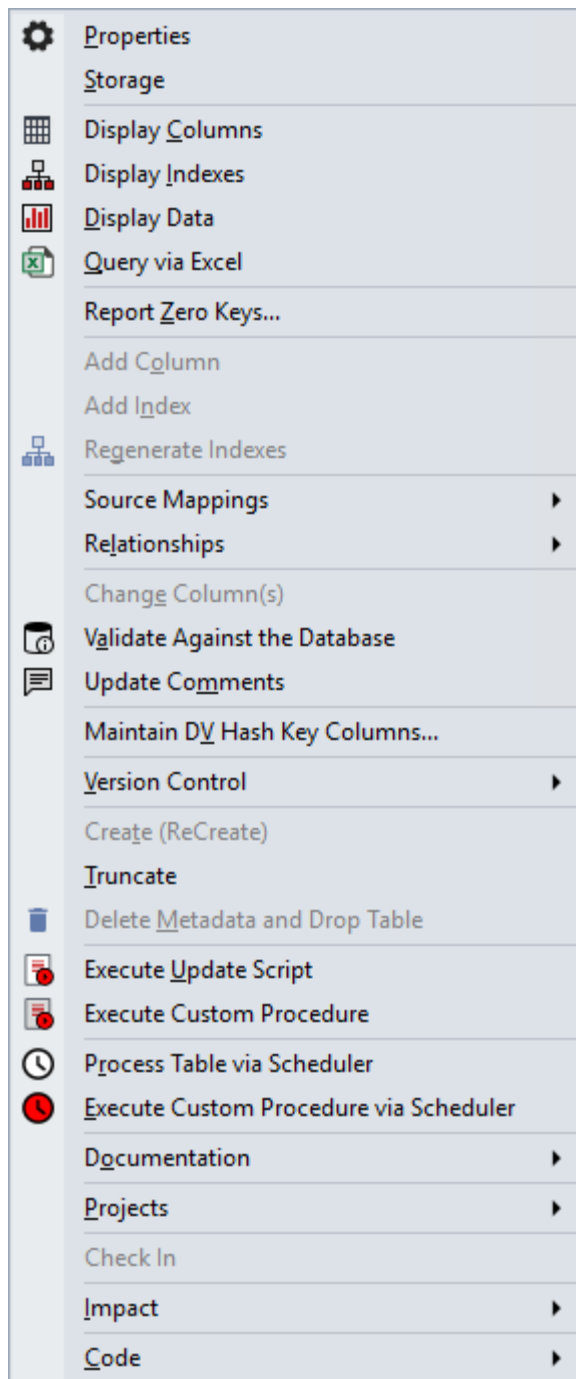 Properties
Storage
Display Columns
Display Indexes
Display Data
Query via Excel
Report Zero Keys...
Add Column
Add Index
Regenerate Indexes
Source Mappings
Relationships
Change Column(s)
Validate Against the Database
Update Comments
Maintain DV Hash Key Columns...
Version Control
Create (ReCreate)
Truncate
Delete Metadata and Drop Table
Execute Update Script
Execute Custom Procedure
Process Table via Scheduler
Execute Custom Procedure via Scheduler
Documentation
Projects
Check In
Impact
Code